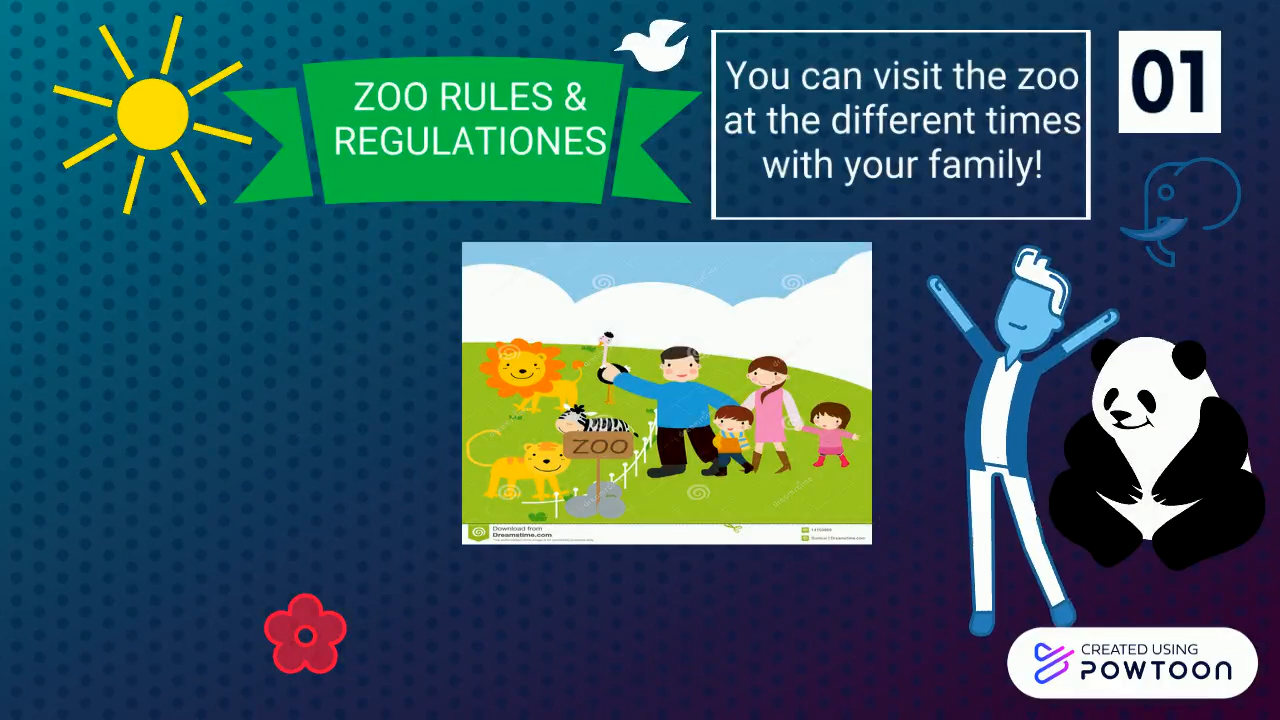 ZOO RULES &
REGULATIONES
You can visit the zoo
at the different times
with your family!
01
ZOO
Download from
Dreamstime.com
CREATED USING
POWTOON